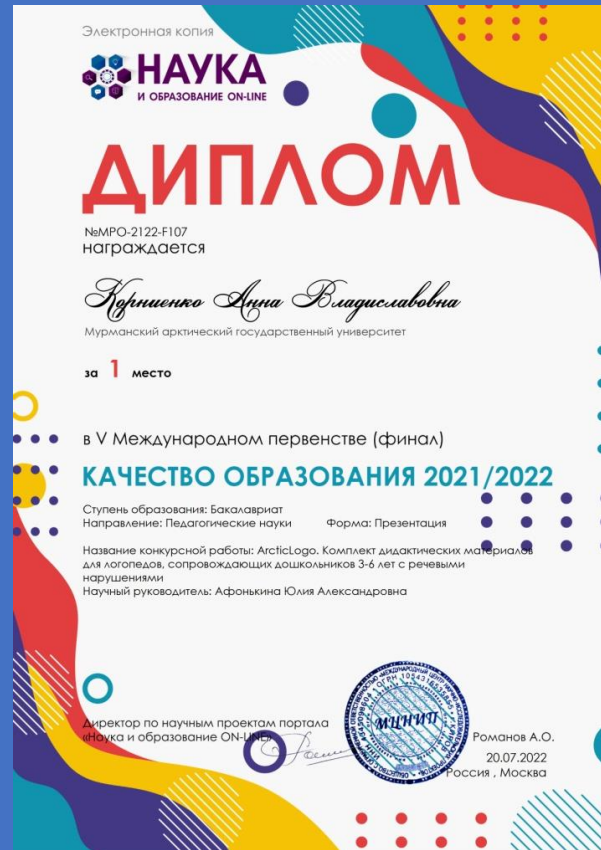 Электронная копия
НАУКА
И ОБРАЗОВАНИЕ ON-LINE
ДИПЛОМ
№МРО-2122-F107
награждается
Корниенко Анна Владиславовна
Мурманский арктический государственный университет
за 1 место
в V Международном первенстве (финал)
КАЧЕСТВО ОБРАЗОВАНИЯ 2021/2022
Ступень образования: Бакалавриат
Направление: Педагогические науки Форма: Презентация
Название конкурсной работы: ArcticLogo. Комплект дидактических материалов
для логопедов, сопровождающих дошкольников 3-6 лет с речевыми
нарушениями
Научный руководитель: Афонькина Юлия Александровна
Директор по научным проектам портала
«Наука и образование ON-LINE»
МЦНИП
Романов А.О.
20.07.2022
Россия , Москва